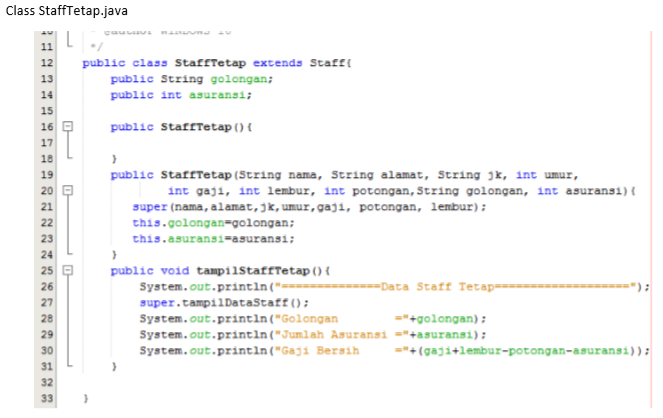 Class StaffTetap.java
10 * @author WINDOWS 10
11 */
12 public class StaffTetap extends Staff{
13 public String golongan;
14 public int asuransi;
15
16 public StaffTetap(){
17
18 }
19 public StaffTetap(String nama, String alamat, String jk, int umur,
20 int gaji, int lembur, int potongan,String golongan, int asuransi){
21 super(nama,alamat,jk,umur,gaji, potongan, lembur);
22 this.golongan=golongan;
23 this.asuransi=asuransi;
24 }
25 public void tampilStaffTetap(){
26 System.out.println("==============Data Staff Tetap===================");
27 super.tampilDataStaff();
28 System.out.println("Golongan        ="+golongan);
29 System.out.println("Jumlah Asuransi ="+asuransi);
30 System.out.println("Gaji Bersih     ="+(gaji+lembur-potongan-asuransi));
31 }
32
33 }